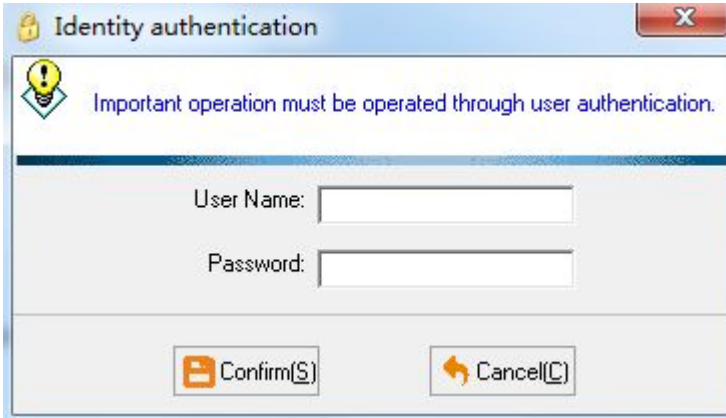 Identity authentication
Important operation must be operated through user authentication.
User Name:
Password:
Confirm(S) Cancel(C)